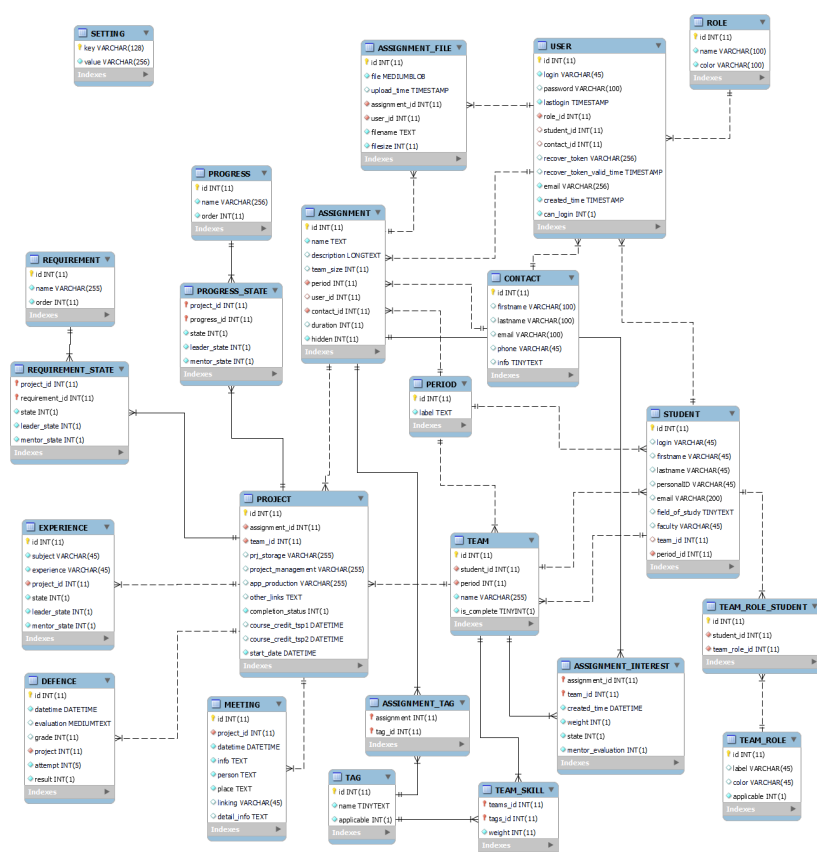 SETTING
key VARCHAR(128)
value VARCHAR(256)
Indexes
ASSIGNMENT_FILE
id INT(11)
file MEDIUMBLOB
upload_time TIMESTAMP
assignment_id INT(11)
user_id INT(11)
filename TEXT
filesize INT(11)
Indexes
USER
id INT(11)
login VARCHAR(45)
password VARCHAR(100)
lastlogin TIMESTAMP
role_id INT(11)
student_id INT(11)
contact_id INT(11)
recover_token VARCHAR(256)
recover_token_valid_time TIMESTAMP
email VARCHAR(256)
created_time TIMESTAMP
can_login INT(1)
Indexes
ROLE
id INT(11)
name VARCHAR(100)
color VARCHAR(100)
Indexes
PROGRESS
id INT(11)
name VARCHAR(256)
order INT(11)
Indexes
ASSIGNMENT
id INT(11)
name TEXT
description LONGTEXT
team_size INT(11)
period INT(11)
user_id INT(11)
contact_id INT(11)
duration INT(11)
hidden INT(1)
Indexes
REQUIREMENT
id INT(11)
name VARCHAR(255)
order INT(11)
Indexes
PROGRESS_STATE
project_id INT(11)
progress_id INT(11)
state INT(1)
leader_state INT(1)
mentor_state INT(1)
Indexes
CONTACT
id INT(11)
firstname VARCHAR(100)
lastname VARCHAR(100)
email VARCHAR(100)
phone VARCHAR(45)
info TINYTEXT
Indexes
REQUIREMENT_STATE
project_id INT(11)
requirement_id INT(11)
state INT(1)
leader_state INT(1)
mentor_state INT(1)
Indexes
PERIOD
id INT(11)
label TEXT
Indexes
STUDENT
id INT(11)
login VARCHAR(45)
firstname VARCHAR(45)
lastname VARCHAR(45)
personalID VARCHAR(45)
email VARCHAR(200)
field_of_study TINYTEXT
faculty VARCHAR(45)
team_id INT(11)
period_id INT(11)
Indexes
PROJECT
id INT(11)
assignment_id INT(11)
team_id INT(11)
prj_storage VARCHAR(255)
project_management VARCHAR(255)
app_production VARCHAR(255)
other_links TEXT
completion_status INT(1)
course_credit_tsp1 DATETIME
course_credit_tsp2 DATETIME
start_date DATETIME
Indexes
EXPERIENCE
id INT(11)
subject VARCHAR(45)
experience VARCHAR(45)
project_id INT(11)
state INT(1)
leader_state INT(1)
mentor_state INT(1)
Indexes
TEAM
id INT(11)
student_id INT(11)
period INT(11)
name VARCHAR(255)
is_complete TINYINT(1)
Indexes
TEAM_ROLE_STUDENT
id INT(11)
student_id INT(11)
team_role_id INT(11)
Indexes
DEFENCE
id INT(11)
datetime DATETIME
evaluation MEDIUMTEXT
grade INT(11)
project INT(11)
attempt INT(5)
result INT(1)
Indexes
MEETING
id INT(11)
project_id INT(11)
datetime DATETIME
info TEXT
person TEXT
place TEXT
linking VARCHAR(45)
detail_info TEXT
Indexes
ASSIGNMENT_TAG
assignment INT(11)
tag_id INT(11)
Indexes
ASSIGNMENT_INTEREST
assignment_id INT(11)
team_id INT(11)
created_time DATETIME
weight INT(1)
state INT(1)
mentor_evaluation INT(1)
Indexes
TAG
id INT(11)
name TINYTEXT
applicable INT(1)
Indexes
TEAM_SKILL
teams_id INT(11)
tags_id INT(11)
weight INT(11)
Indexes
TEAM_ROLE
id INT(11)
label VARCHAR(45)
color VARCHAR(45)
applicable INT(1)
Indexes